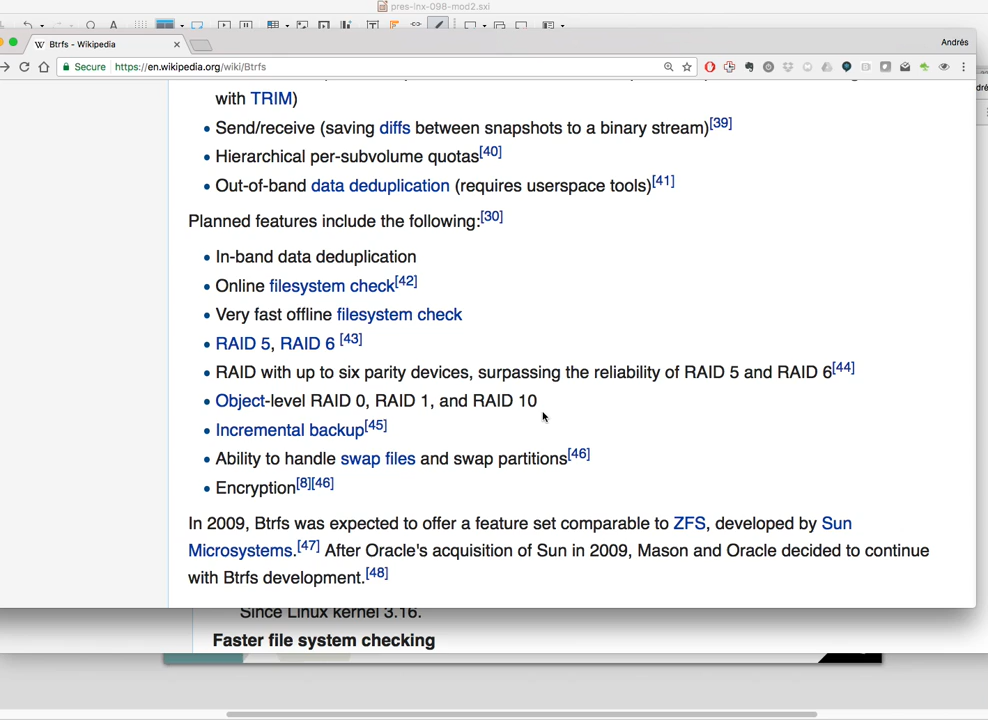 pres-lnx-098-mod2.sxi
Btrfs - Wikipedia
Andrés
Secure https://en.wikipedia.org/wiki/Btrfs
with TRIM)
Send/receive (saving diffs between snapshots to a binary stream)[39]
Hierarchical per-subvolume quotas[40]
Out-of-band data deduplication (requires userspace tools)[41]
Planned features include the following:[30]
In-band data deduplication
Online filesystem check[42]
Very fast offline filesystem check
RAID 5, RAID 6 [43]
RAID with up to six parity devices, surpassing the reliability of RAID 5 and RAID 6[44]
Object-level RAID 0, RAID 1, and RAID 10
Incremental backup[45]
Ability to handle swap files and swap partitions[46]
Encryption[8][46]
In 2009, Btrfs was expected to offer a feature set comparable to ZFS, developed by Sun
Microsystems.[47] After Oracle's acquisition of Sun in 2009, Mason and Oracle decided to continue
with Btrfs development.[48]
Since Linux kernel 3.16.
Faster file system checking